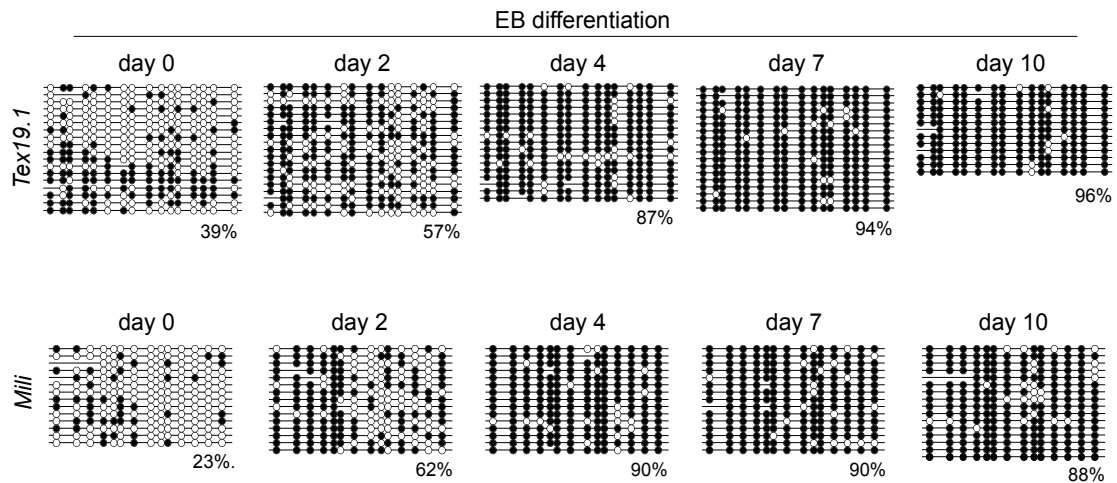 EB differentiation
day 0 day 2 day 4 day 7 day 10
Tex19.1
39% 57% 87% 94% 96%
day 0 day 2 day 4 day 7 day 10
Mili
23%. 62% 90% 90% 88%